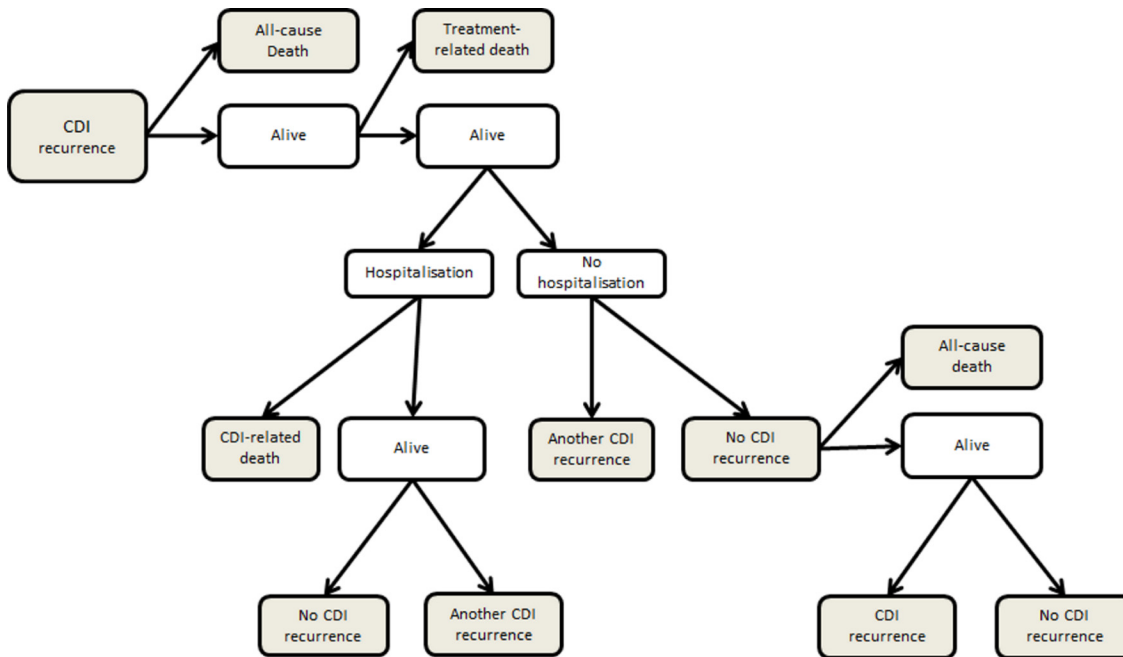 All-cause
Death
Treatment-
related death
CDI
recurrence
Alive
Alive
Hospitalisation
No
hospitalisation
All-cause
death
CDI-related
death
Alive
Another CDI
recurrence
No CDI
recurrence
Alive
No CDI
recurrence
Another CDI
recurrence
CDI
recurrence
No CDI
recurrence